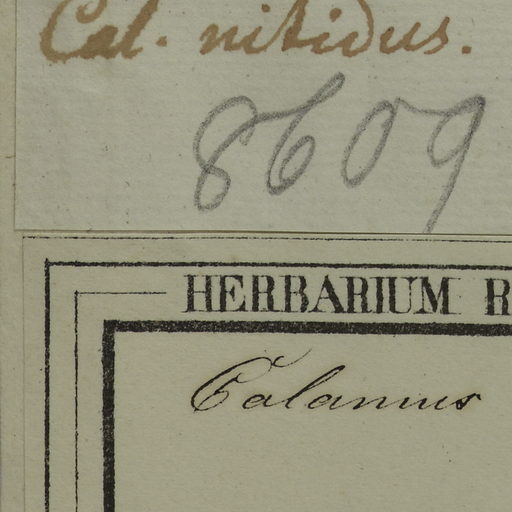 Cal. nitidus.
8609
HERBARIUM R
Calamus